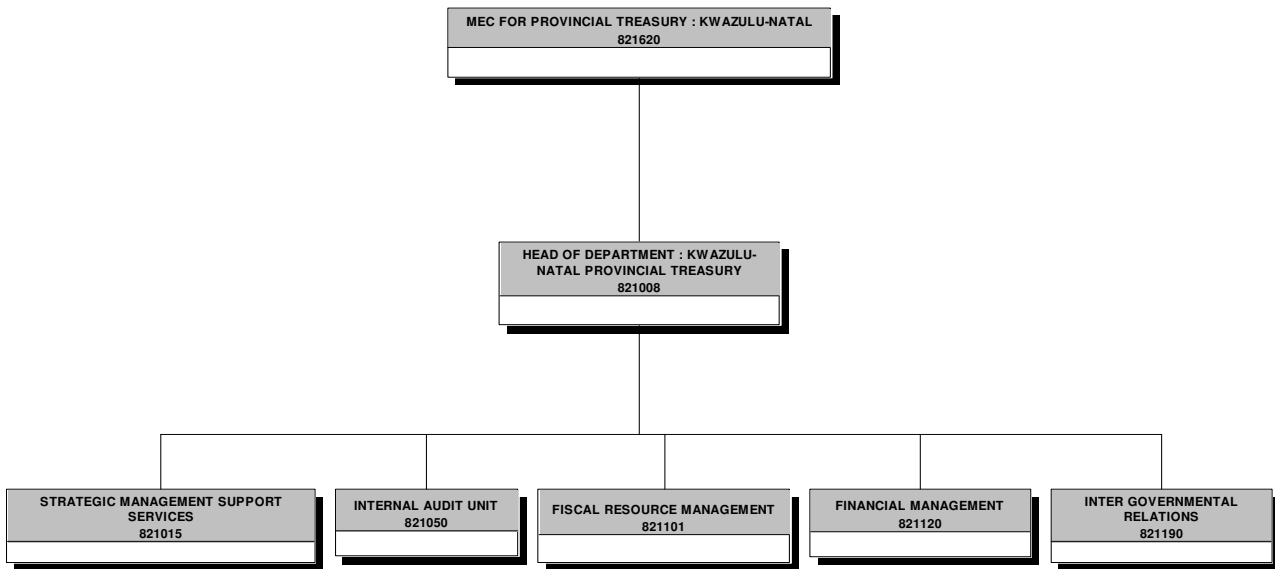 MEC FOR PROVINCIAL TREASURY : KWAZULU-NATAL
821620
HEAD OF DEPARTMENT : KWAZULU-
NATAL PROVINCIAL TREASURY
821008
STRATEGIC MANAGEMENT SUPPORT
SERVICES
821015
INTERNAL AUDIT UNIT
821050
FISCAL RESOURCE MANAGEMENT
821101
FINANCIAL MANAGEMENT
821120
INTER GOVERNMENTAL
RELATIONS
821190